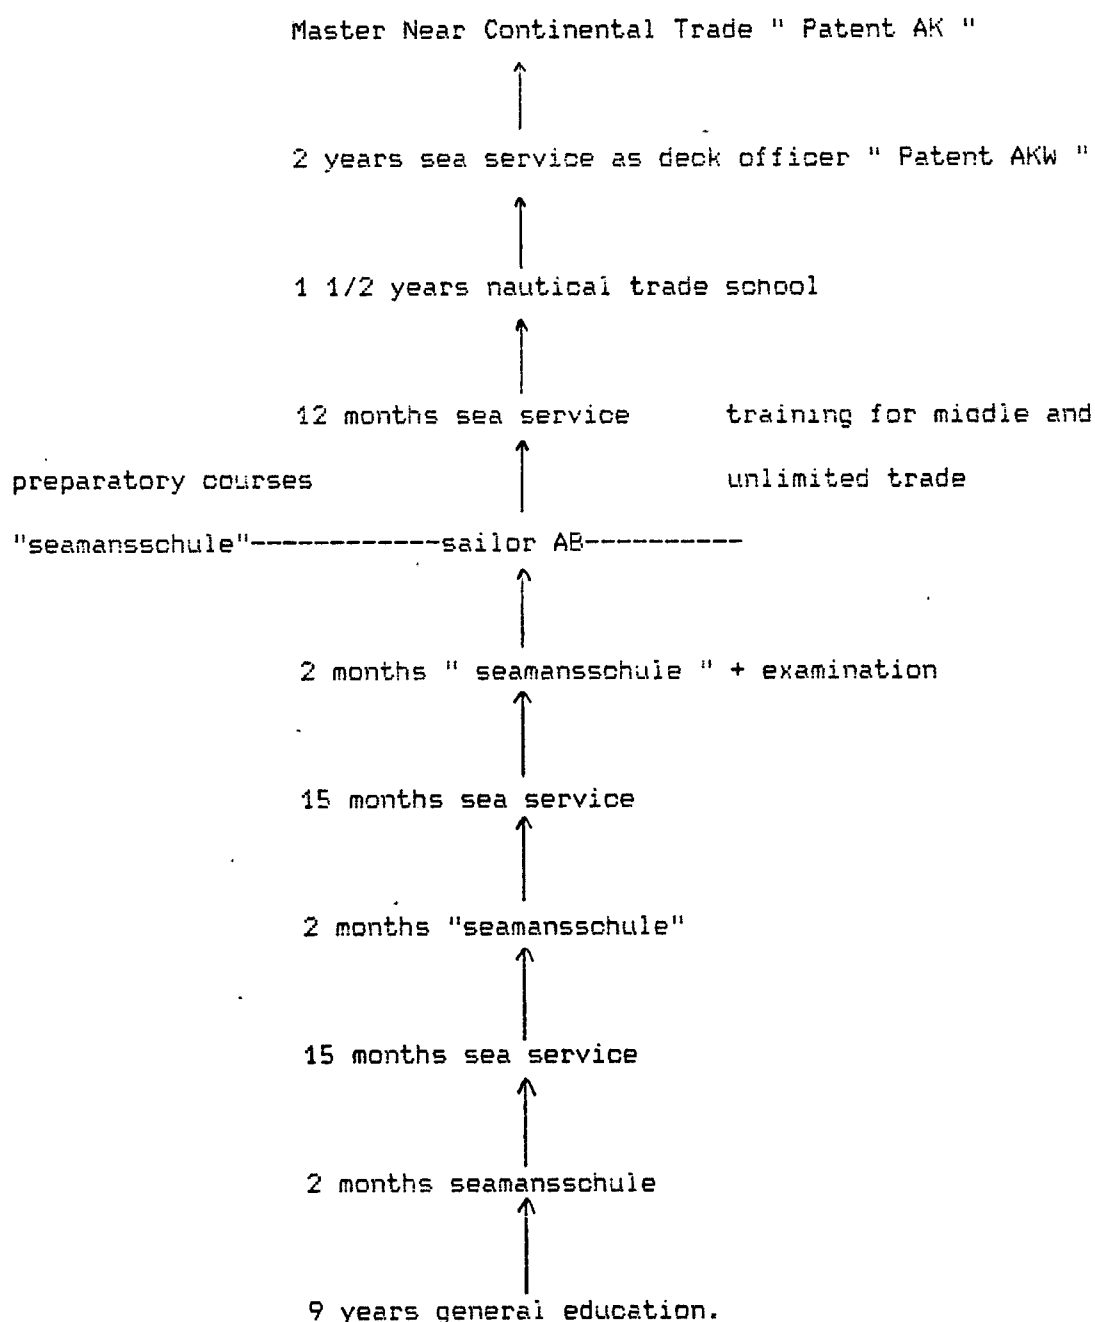 Master Near Continental Trade " Patent AK "
2 years sea service as deck officer " Patent AKW "
1 1/2 years nautical trade school
12 months sea service training for middle and
preparatory courses unlimited trade
"seamansschule"------------sailor AB----------
2 months " seamansschule " + examination
15 months sea service
2 months "seamansschule"
15 months sea service
2 months seamansschule
9 years general education.